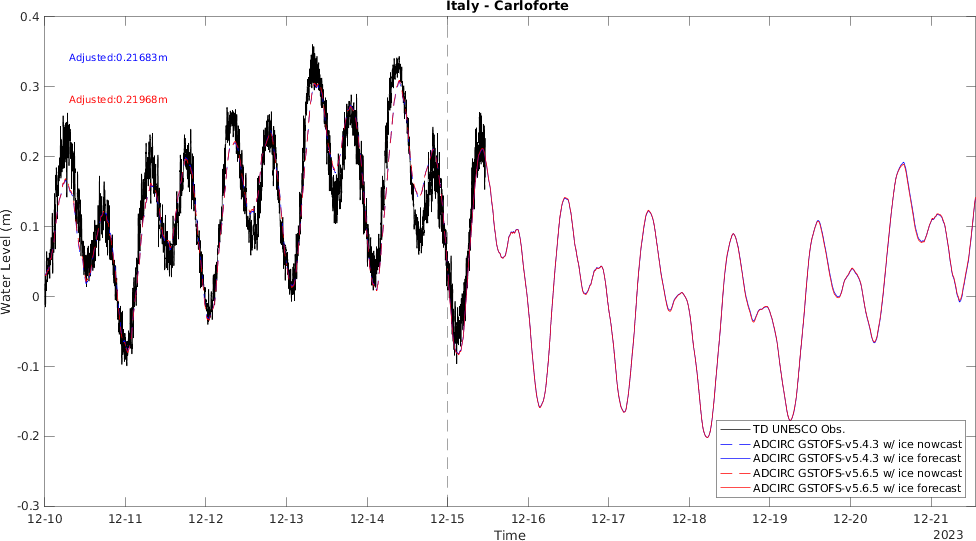 Italy - Carloforte
Adjusted:0.21683m
Adjusted:0.21968m
Water Level (m)
0.4
0.3
0.2
0.1
0
-0.1
-0.2
-0.3
TD UNESCO Obs.
ADCIRC GSTOFS-v5.4.3 w/ ice nowcast
ADCIRC GSTOFS-v5.4.3 w/ ice forecast
ADCIRC GSTOFS-v5.6.5 w/ ice nowcast
ADCIRC GSTOFS-v5.6.5 w/ ice forecast
12-10 12-11 12-12 12-13 12-14 12-15 12-16 12-17 12-18 12-19 12-20 12-21
Time
2023